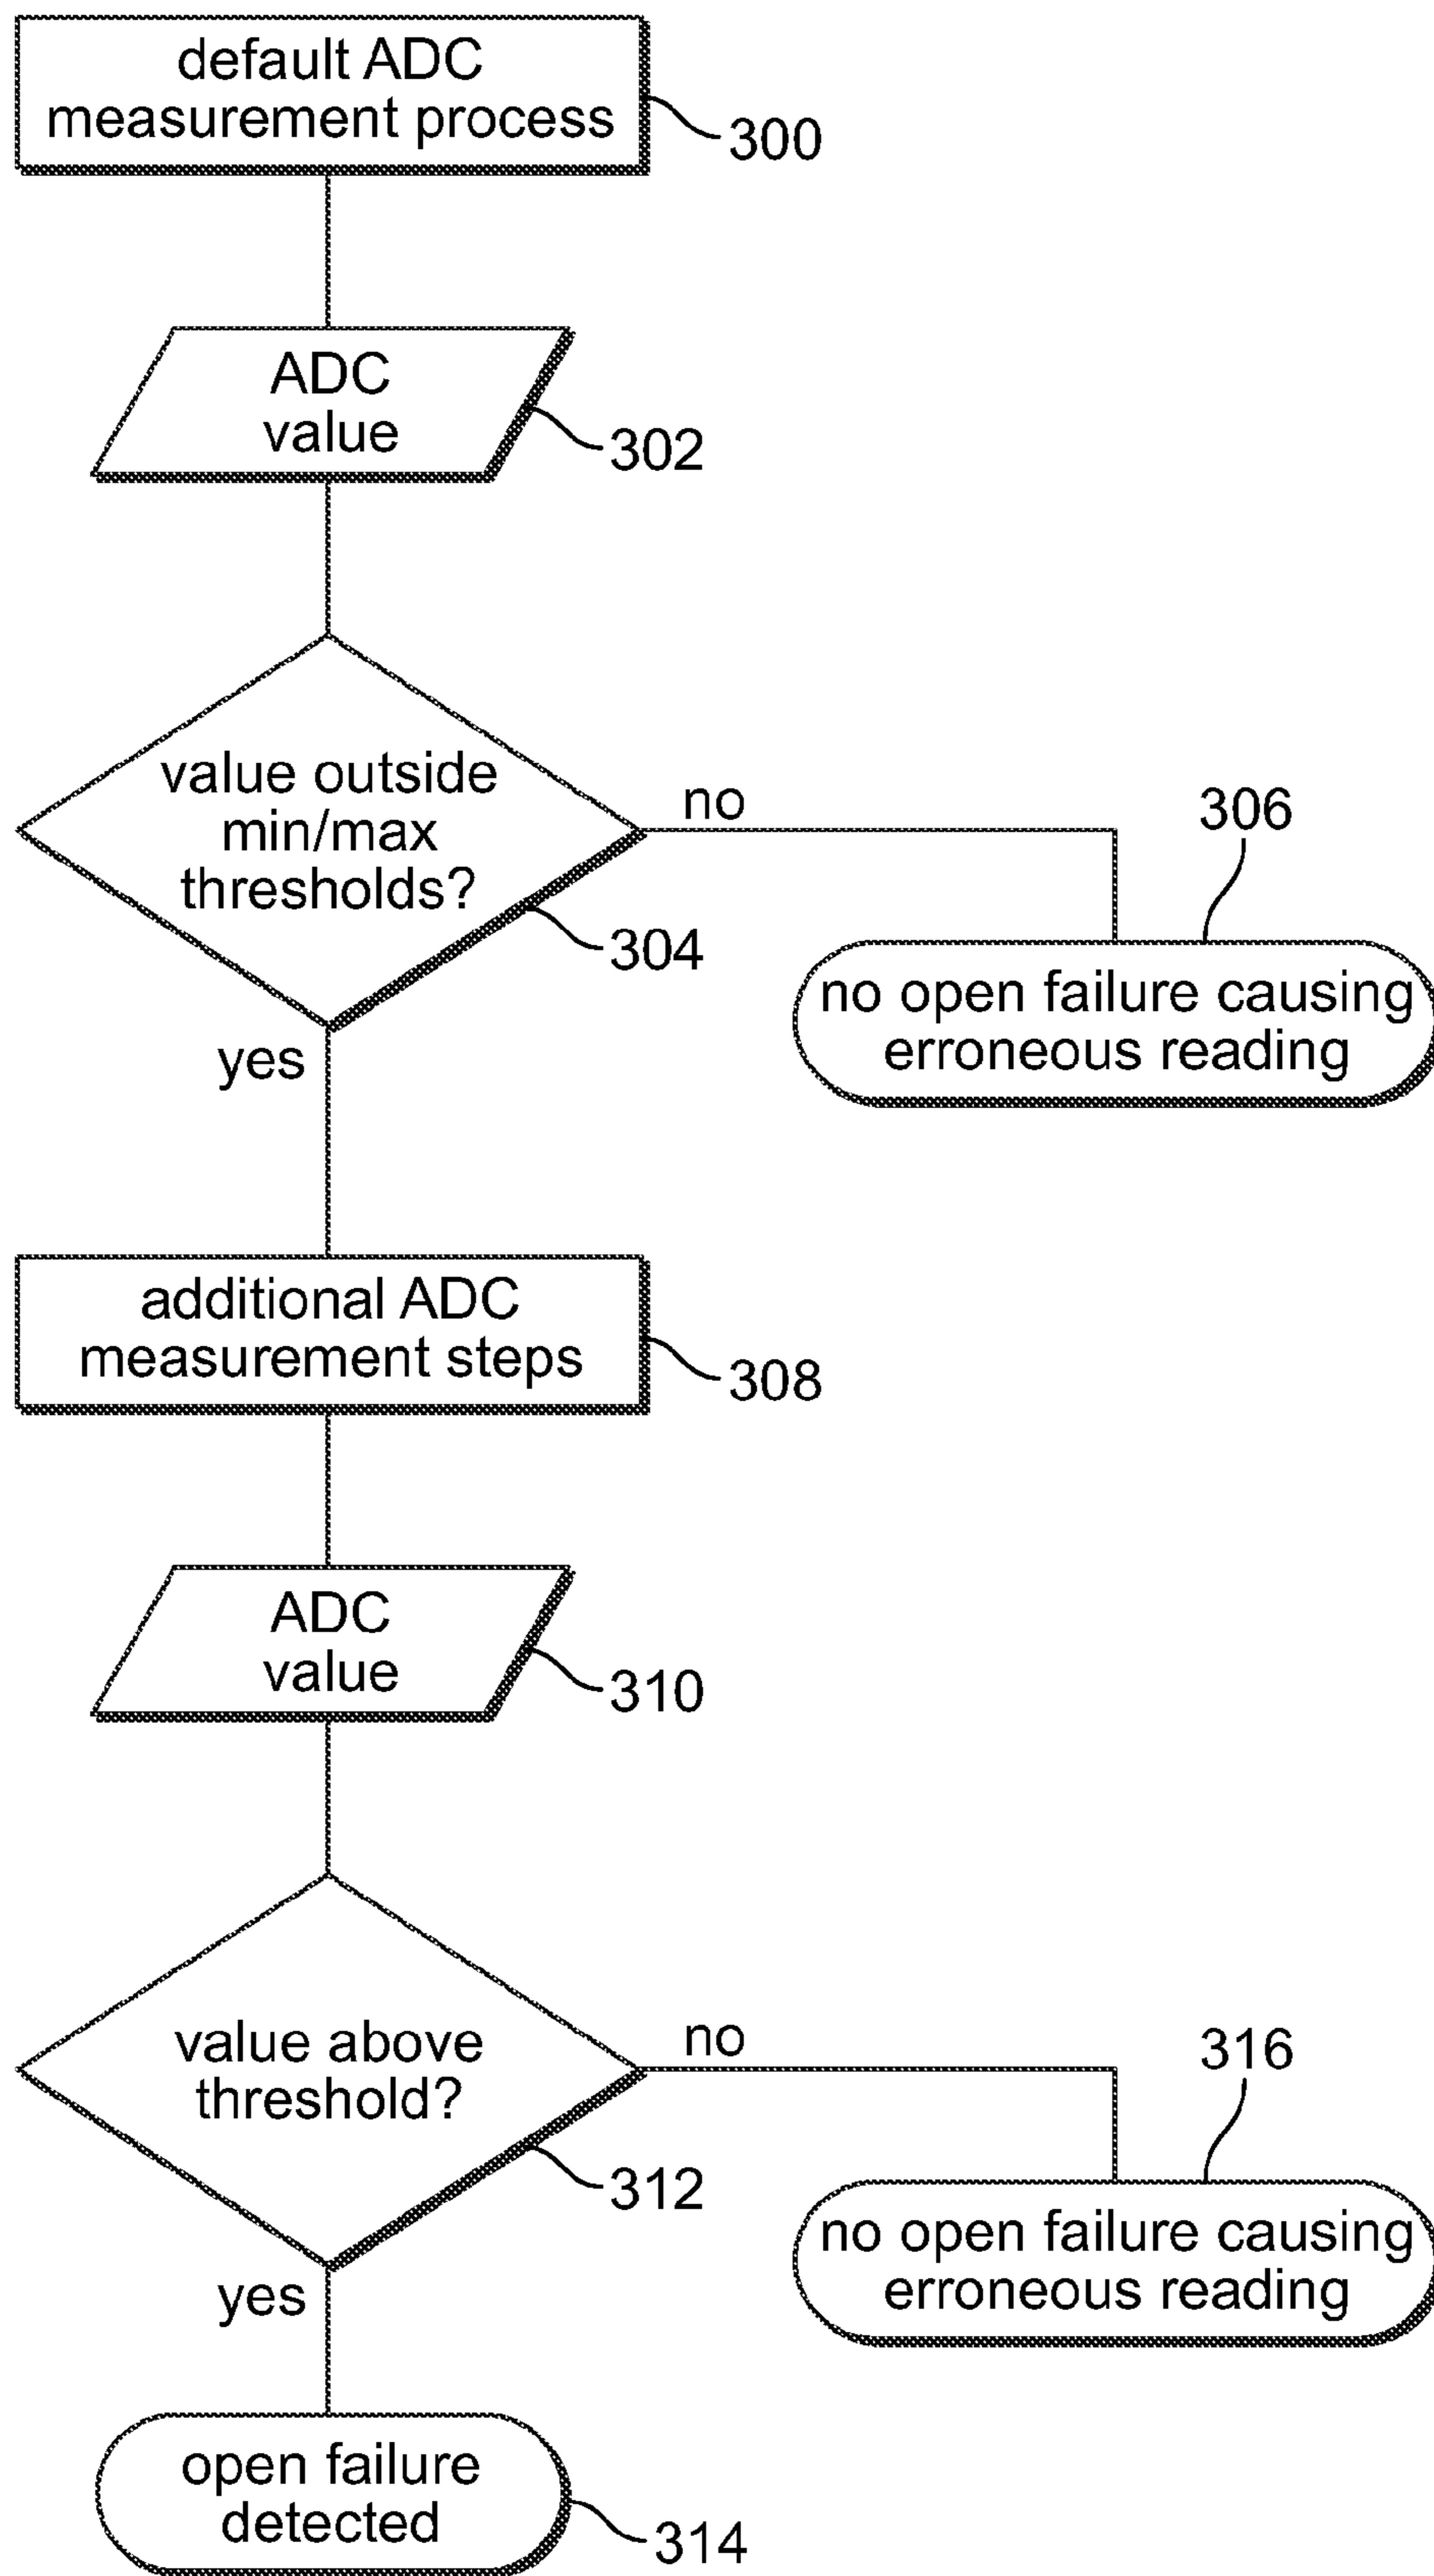 default ADC
measurement process
300
ADC
value
302
value outside
min/max
thresholds?
304
no
306
no open failure causing
erroneous reading
yes
additional ADC
measurement steps
308
ADC
value
310
value above
threshold?
312
no
316
no open failure causing
erroneous reading
yes
open failure
detected
314